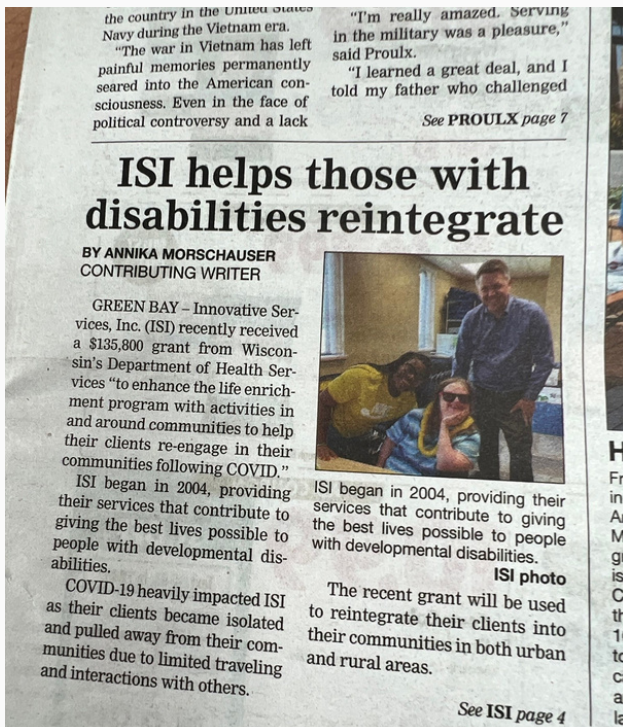 the country in the United States
Navy during the Vietnam era.
“The war in Vietnam has left
painful memories permanently
seared into the American con-
sciousness. Even in the face of
political controversy and a lack
“I'm really amazed. Serving
in the military was a pleasure,”
said Proulx.
“I learned a great deal, and I
told my father who challenged
See PROULX page 7
ISI helps those with
disabilities reintegrate
BY ANNIKA MORSCHAUSER
CONTRIBUTING WRITER
GREEN BAY – Innovative Ser-
vices, Inc. (ISI) recently received
a $135,800 grant from Wiscon-
sin's Department of Health Ser-
vices “to enhance the life enrich-
ment program with activities in
and around communities to help
their clients re-engage in their
communities following COVID.”
ISI began in 2004, providing
their services that contribute to
giving the best lives possible to
people with developmental dis-
abilities.
COVID-19 heavily impacted ISI
as their clients became isolated
and pulled away from their com-
munities due to limited traveling
and interactions with others.
ISI began in 2004, providing their
services that contribute to giving
the best lives possible to people
with developmental disabilities.
ISI photo
The recent grant will be used
to reintegrate their clients into
their communities in both urban
and rural areas.
See ISI page 4